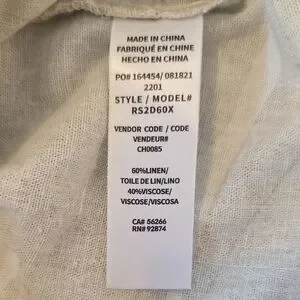 MADE IN CHINA
FABRIQUÉ EN CHINE
HECHO EN CHINA
PO# 164454/ 081821
2201
STYLE / MODEL#
RS2D60X
VENDOR CODE / CODE
VENDEUR#
CH0085
60%LINEN/
TOILE DE LIN/LINO
40%VISCOSE/
VISCOSE/VISCOSA
CA# 56266
RN# 92874